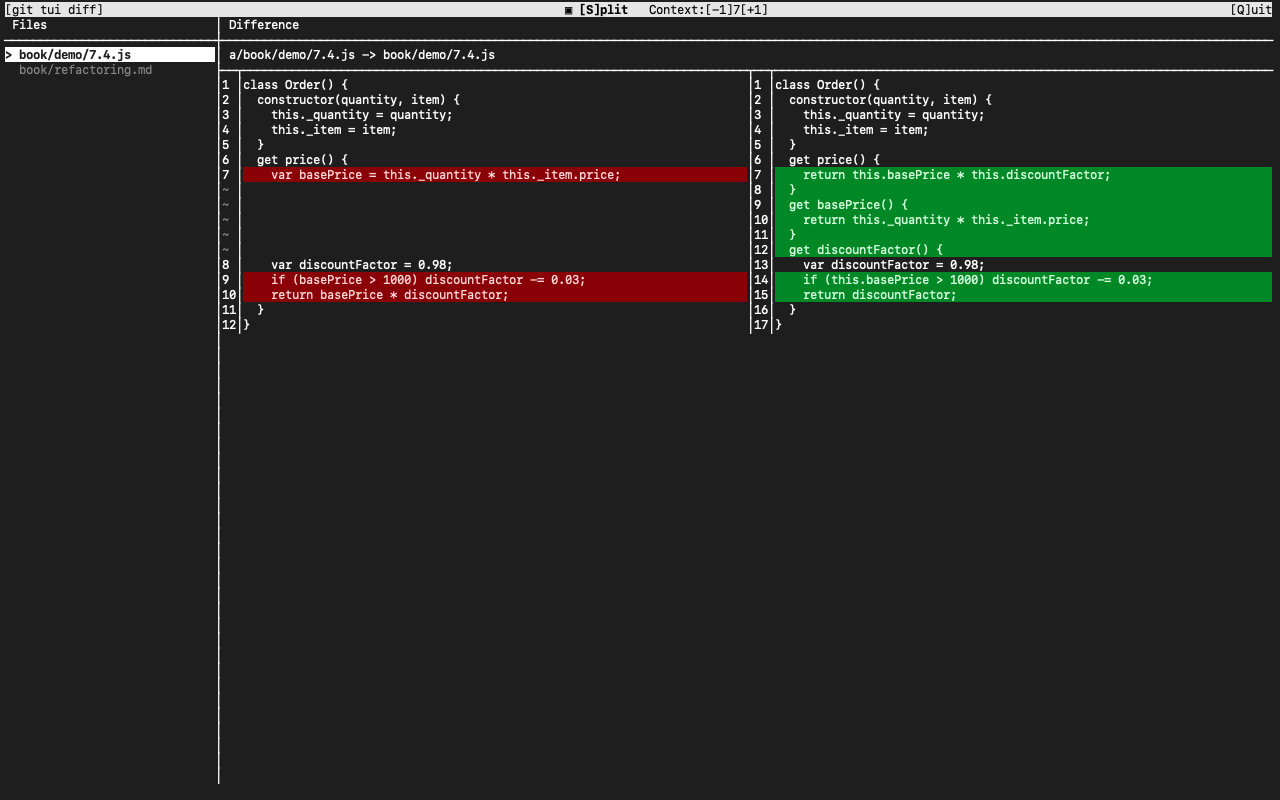 [git tui diff] ▣ [S]plit Context:[-1]7[+1] [Q]uit
Files
> book/demo/7.4.js
book/refactoring.md
Difference
a/book/demo/7.4.js -> book/demo/7.4.js
1 class Order() {
2   constructor(quantity, item) {
3     this._quantity = quantity;
4     this._item = item;
5   }
6   get price() {
7     var basePrice = this._quantity * this._item.price;
~
~
~
~
~
8     var discountFactor = 0.98;
9     if (basePrice > 1000) discountFactor -= 0.03;
10     return basePrice * discountFactor;
11   }
12 }
1 class Order() {
2   constructor(quantity, item) {
3     this._quantity = quantity;
4     this._item = item;
5   }
6   get price() {
7     return this.basePrice * this.discountFactor;
8   }
9   get basePrice() {
10     return this._quantity * this._item.price;
11   }
12   get discountFactor() {
13     var discountFactor = 0.98;
14     if (this.basePrice > 1000) discountFactor -= 0.03;
15     return discountFactor;
16   }
17 }